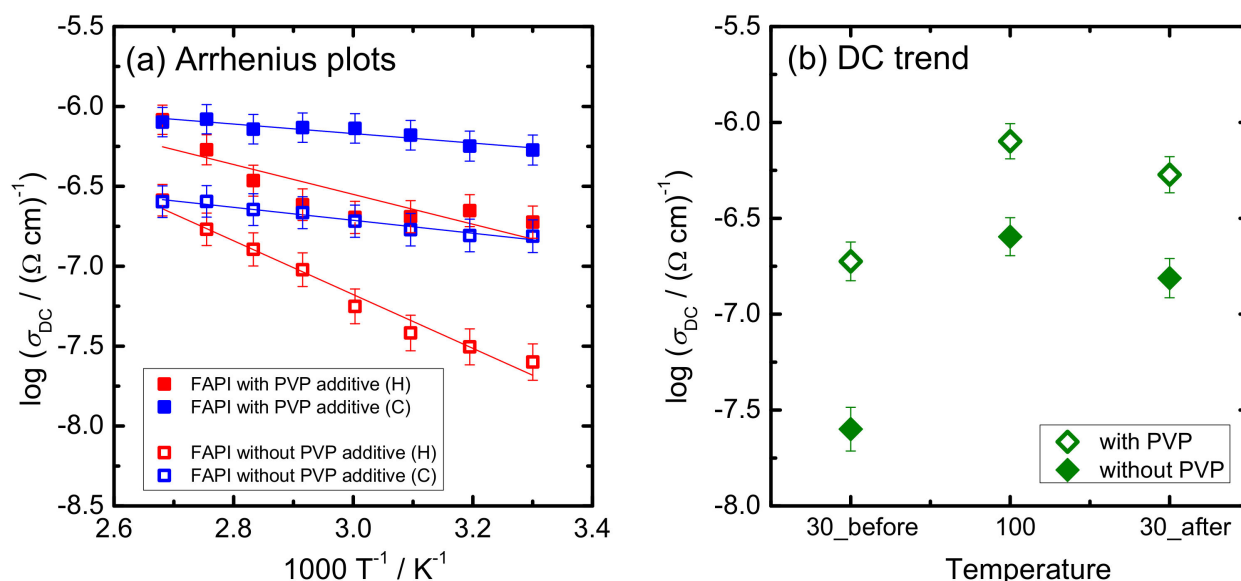 (a) Arrhenius plots
log (σDC / (Ω cm)-1
-5.5
-6.0
-6.5
-7.0
-7.5
-8.0
-8.5
FAPI with PVP additive (H)
FAPI with PVP additive (C)
FAPI without PVP additive (H)
FAPI without PVP additive (C)
2.6 2.8 3.0 3.2 3.4
1000 T-1 / K-1
(b) DC trend
log (σDC / (Ω cm)-1
-5.5
-6.0
-6.5
-7.0
-7.5
-8.0
with PVP
without PVP
30_before 100 30_after
Temperature